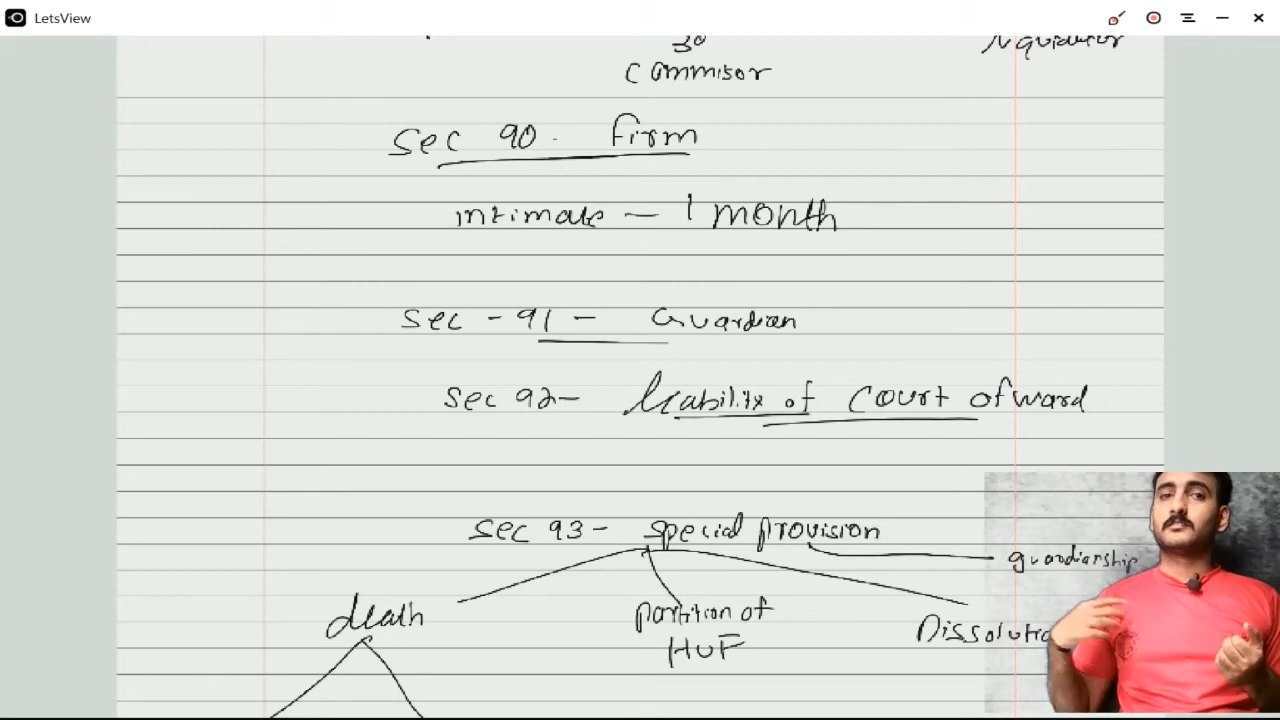 LetsView
30
Commisor
Sec 90. firm
intimate — 1 month
Sec - 91 - Guardian
Sec 92- liability of Court of ward
Sec 93- special provision
guardianship
death
partition of
HUF
Dissolutio